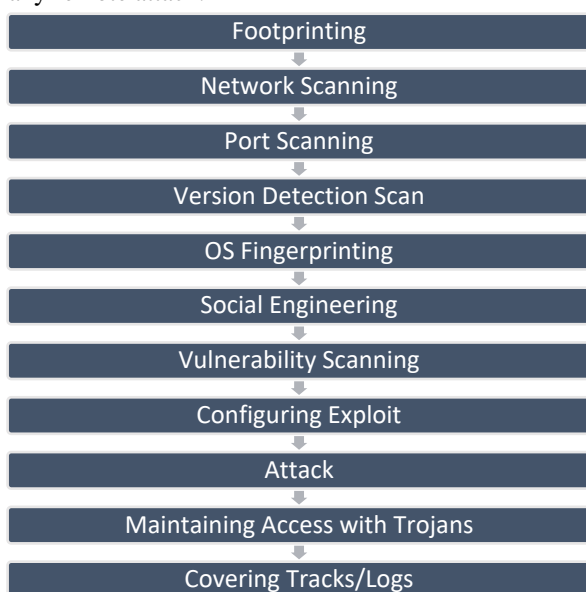 Footprinting
Network Scanning
Port Scanning
Version Detection Scan
OS Fingerprinting
Social Engineering
Vulnerability Scanning
Configuring Exploit
Attack
Maintaining Access with Trojans
Covering Tracks/Logs